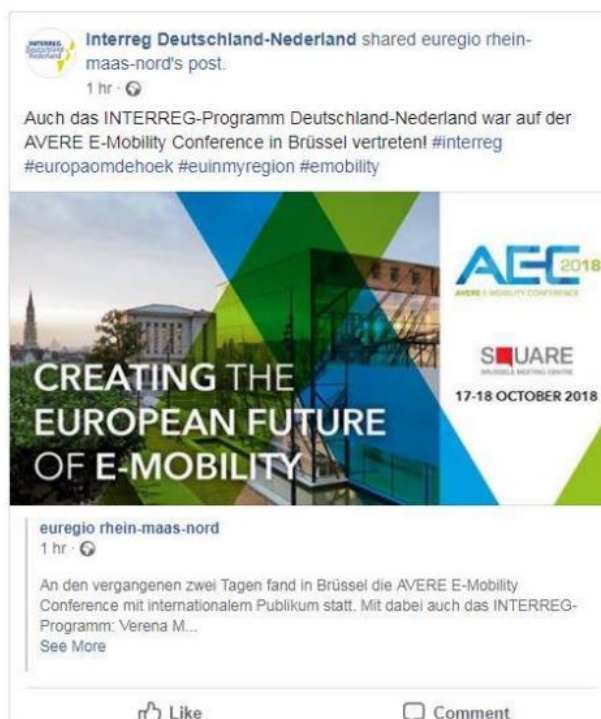 INTERREG
Deutschland
Nederland
Interreg Deutschland-Nederland shared euregio rhein-
maas-nord's post.
1 hr ·
Auch das INTERREG-Programm Deutschland-Nederland war auf der
AVERE E-Mobility Conference in Brüssel vertreten! #interreg
#europaomdehoek #euinmyregion #emobility
AEC 2018
AVERE E-MOBILITY CONFERENCE
SQUARE
BRUSSELS MEETING CENTRE
17-18 OCTOBER 2018
CREATING THE
EUROPEAN FUTURE
OF E-MOBILITY
euregio rhein-maas-nord
1 hr ·
An den vergangenen zwei Tagen fand in Brüssel die AVERE E-Mobility
Conference mit internationalem Publikum statt. Mit dabei auch das INTERREG-
Programm: Verena M...
See More
Like
Comment